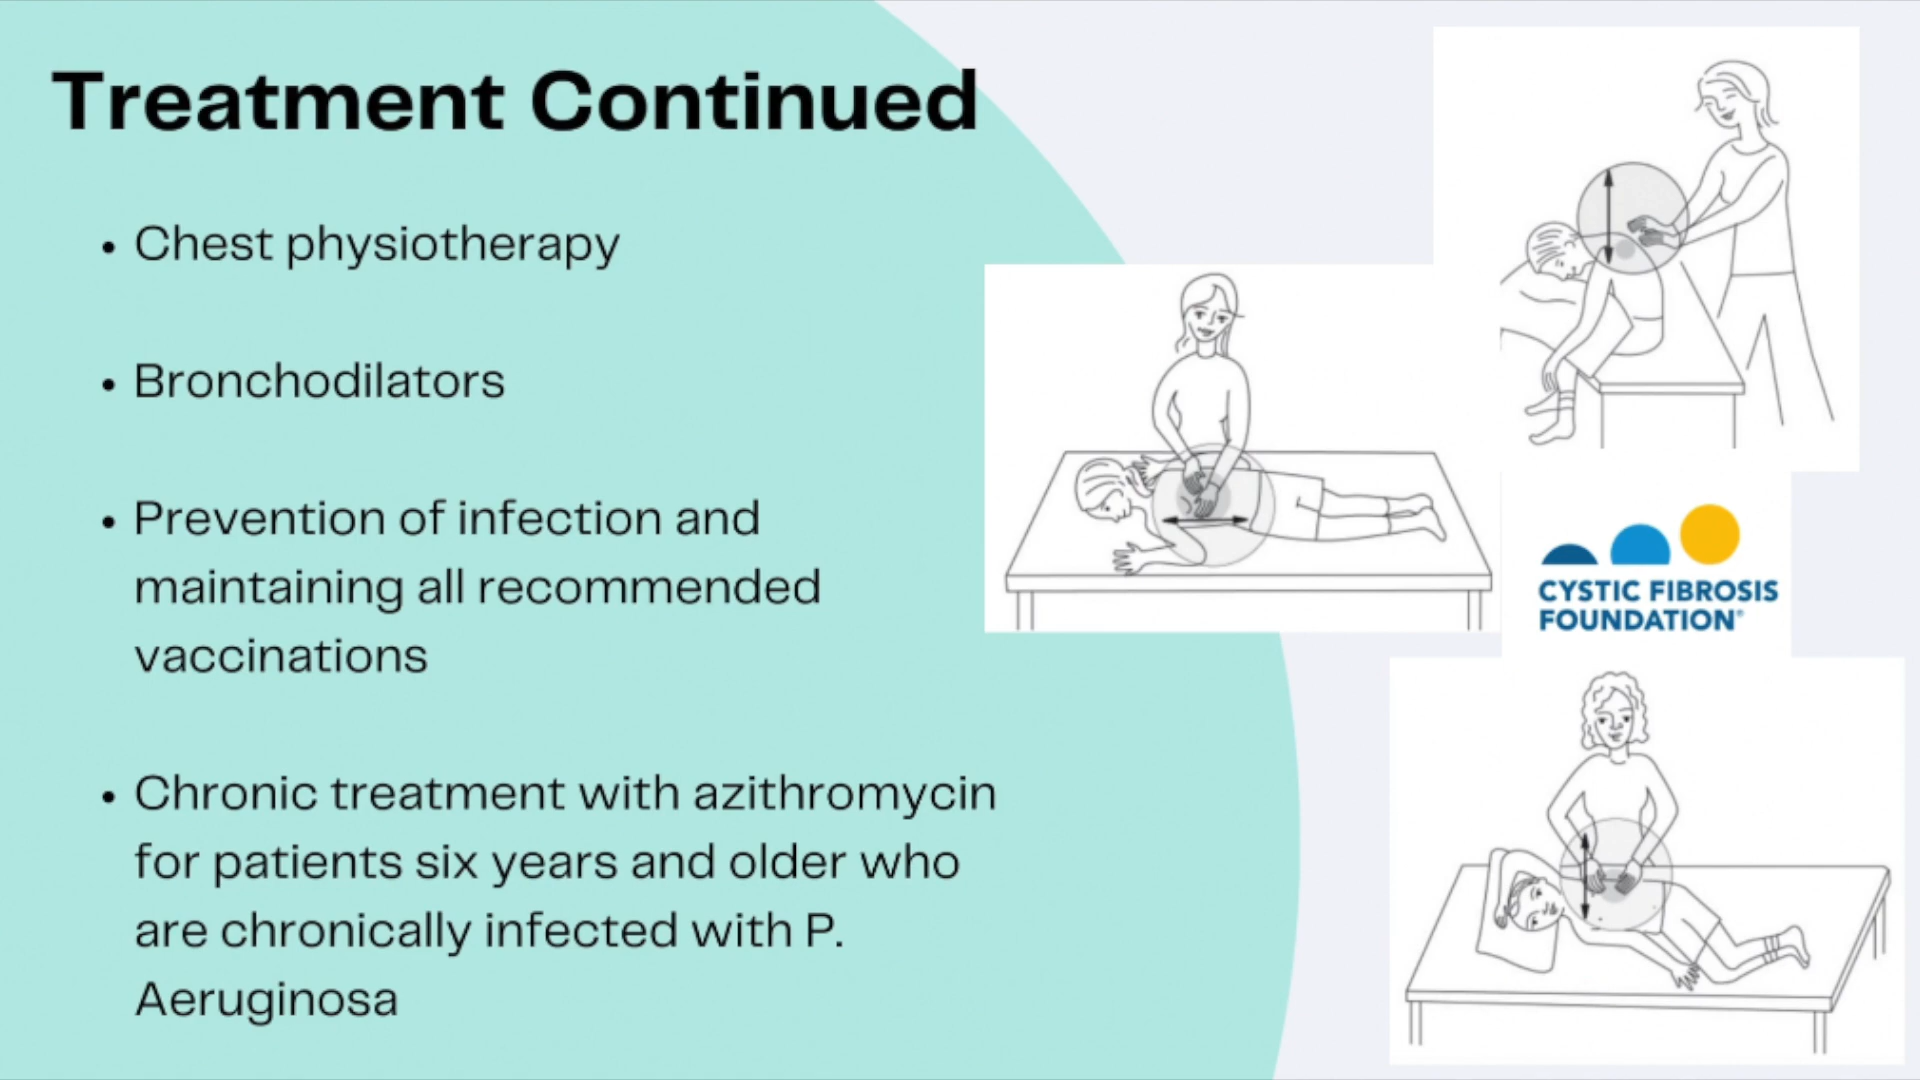 Treatment Continued
• Chest physiotherapy
• Bronchodilators
• Prevention of infection and
maintaining all recommended
vaccinations
• Chronic treatment with azithromycin
for patients six years and older who
are chronically infected with P.
Aeruginosa
CYSTIC FIBROSIS
FOUNDATION®